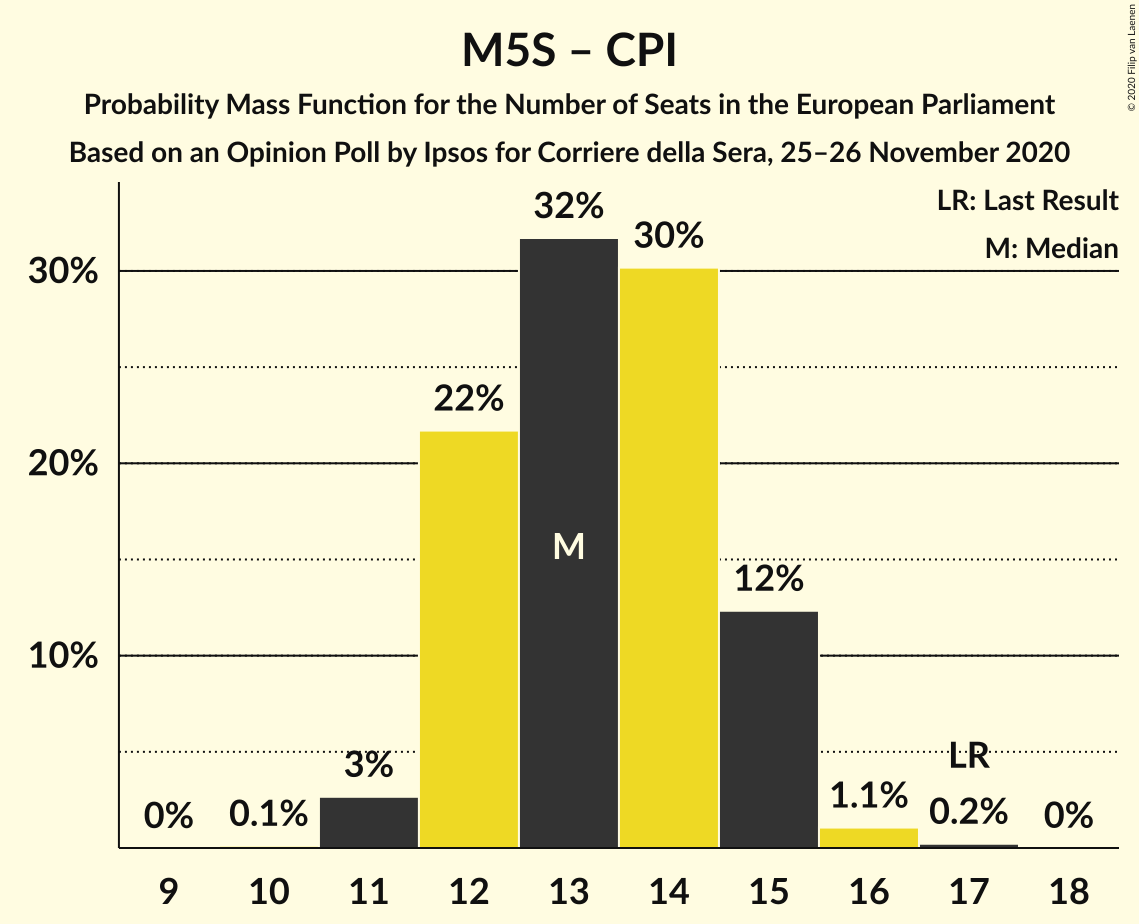 M5S – CPI
Probability Mass Function for the Number of Seats in the European Parliament
Based on an Opinion Poll by Ipsos for Corriere della Sera, 25–26 November 2020
© 2020 Filip van Laenen
LR: Last Result
M: Median
30%
20%
10%
0%
0.1%
3%
22%
32%
M
30%
12%
1.1%
LR
0.2%
0%
9 10 11 12 13 14 15 16 17 18